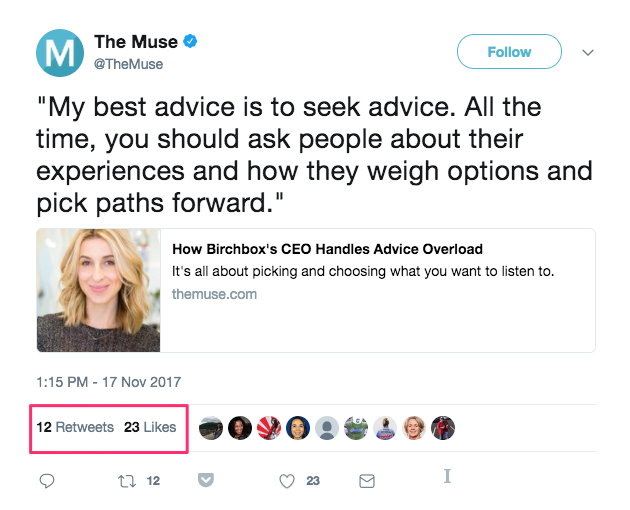 M
The Muse
@TheMuse
Follow
"My best advice is to seek advice. All the
time, you should ask people about their
experiences and how they weigh options and
pick paths forward."
How Birchbox's CEO Handles Advice Overload
It's all about picking and choosing what you want to listen to.
themuse.com
1:15 PM - 17 Nov 2017
12 Retweets 23 Likes
12 23